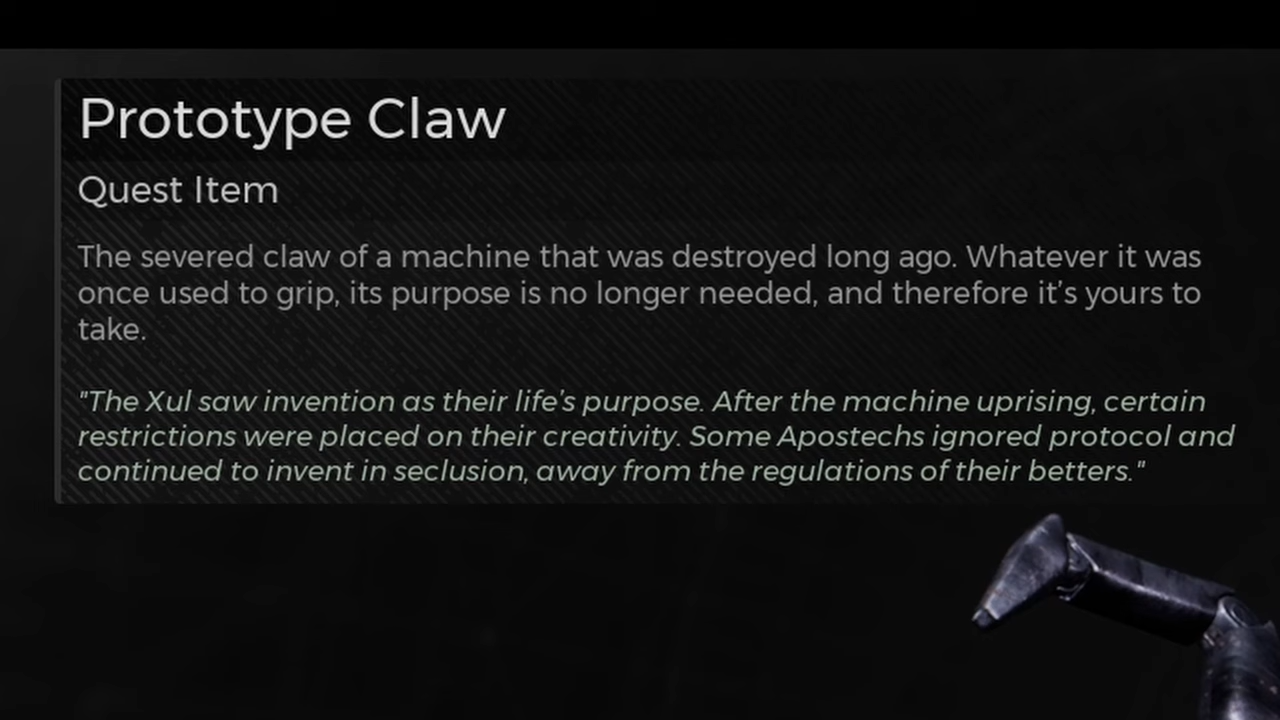 Prototype Claw
Quest Item
The severed claw of a machine that was destroyed long ago. Whatever it was
once used to grip, its purpose is no longer needed, and therefore it's yours to
take.
"The Xul saw invention as their life's purpose. After the machine uprising, certain
restrictions were placed on their creativity. Some Apostechs ignored protocol and
continued to invent in seclusion, away from the regulations of their betters."